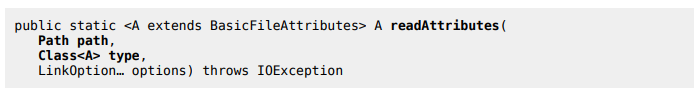 public static <A extends BasicFileAttributes> A readAttributes(
Path path,
Class<A> type,
LinkOption… options) throws IOException